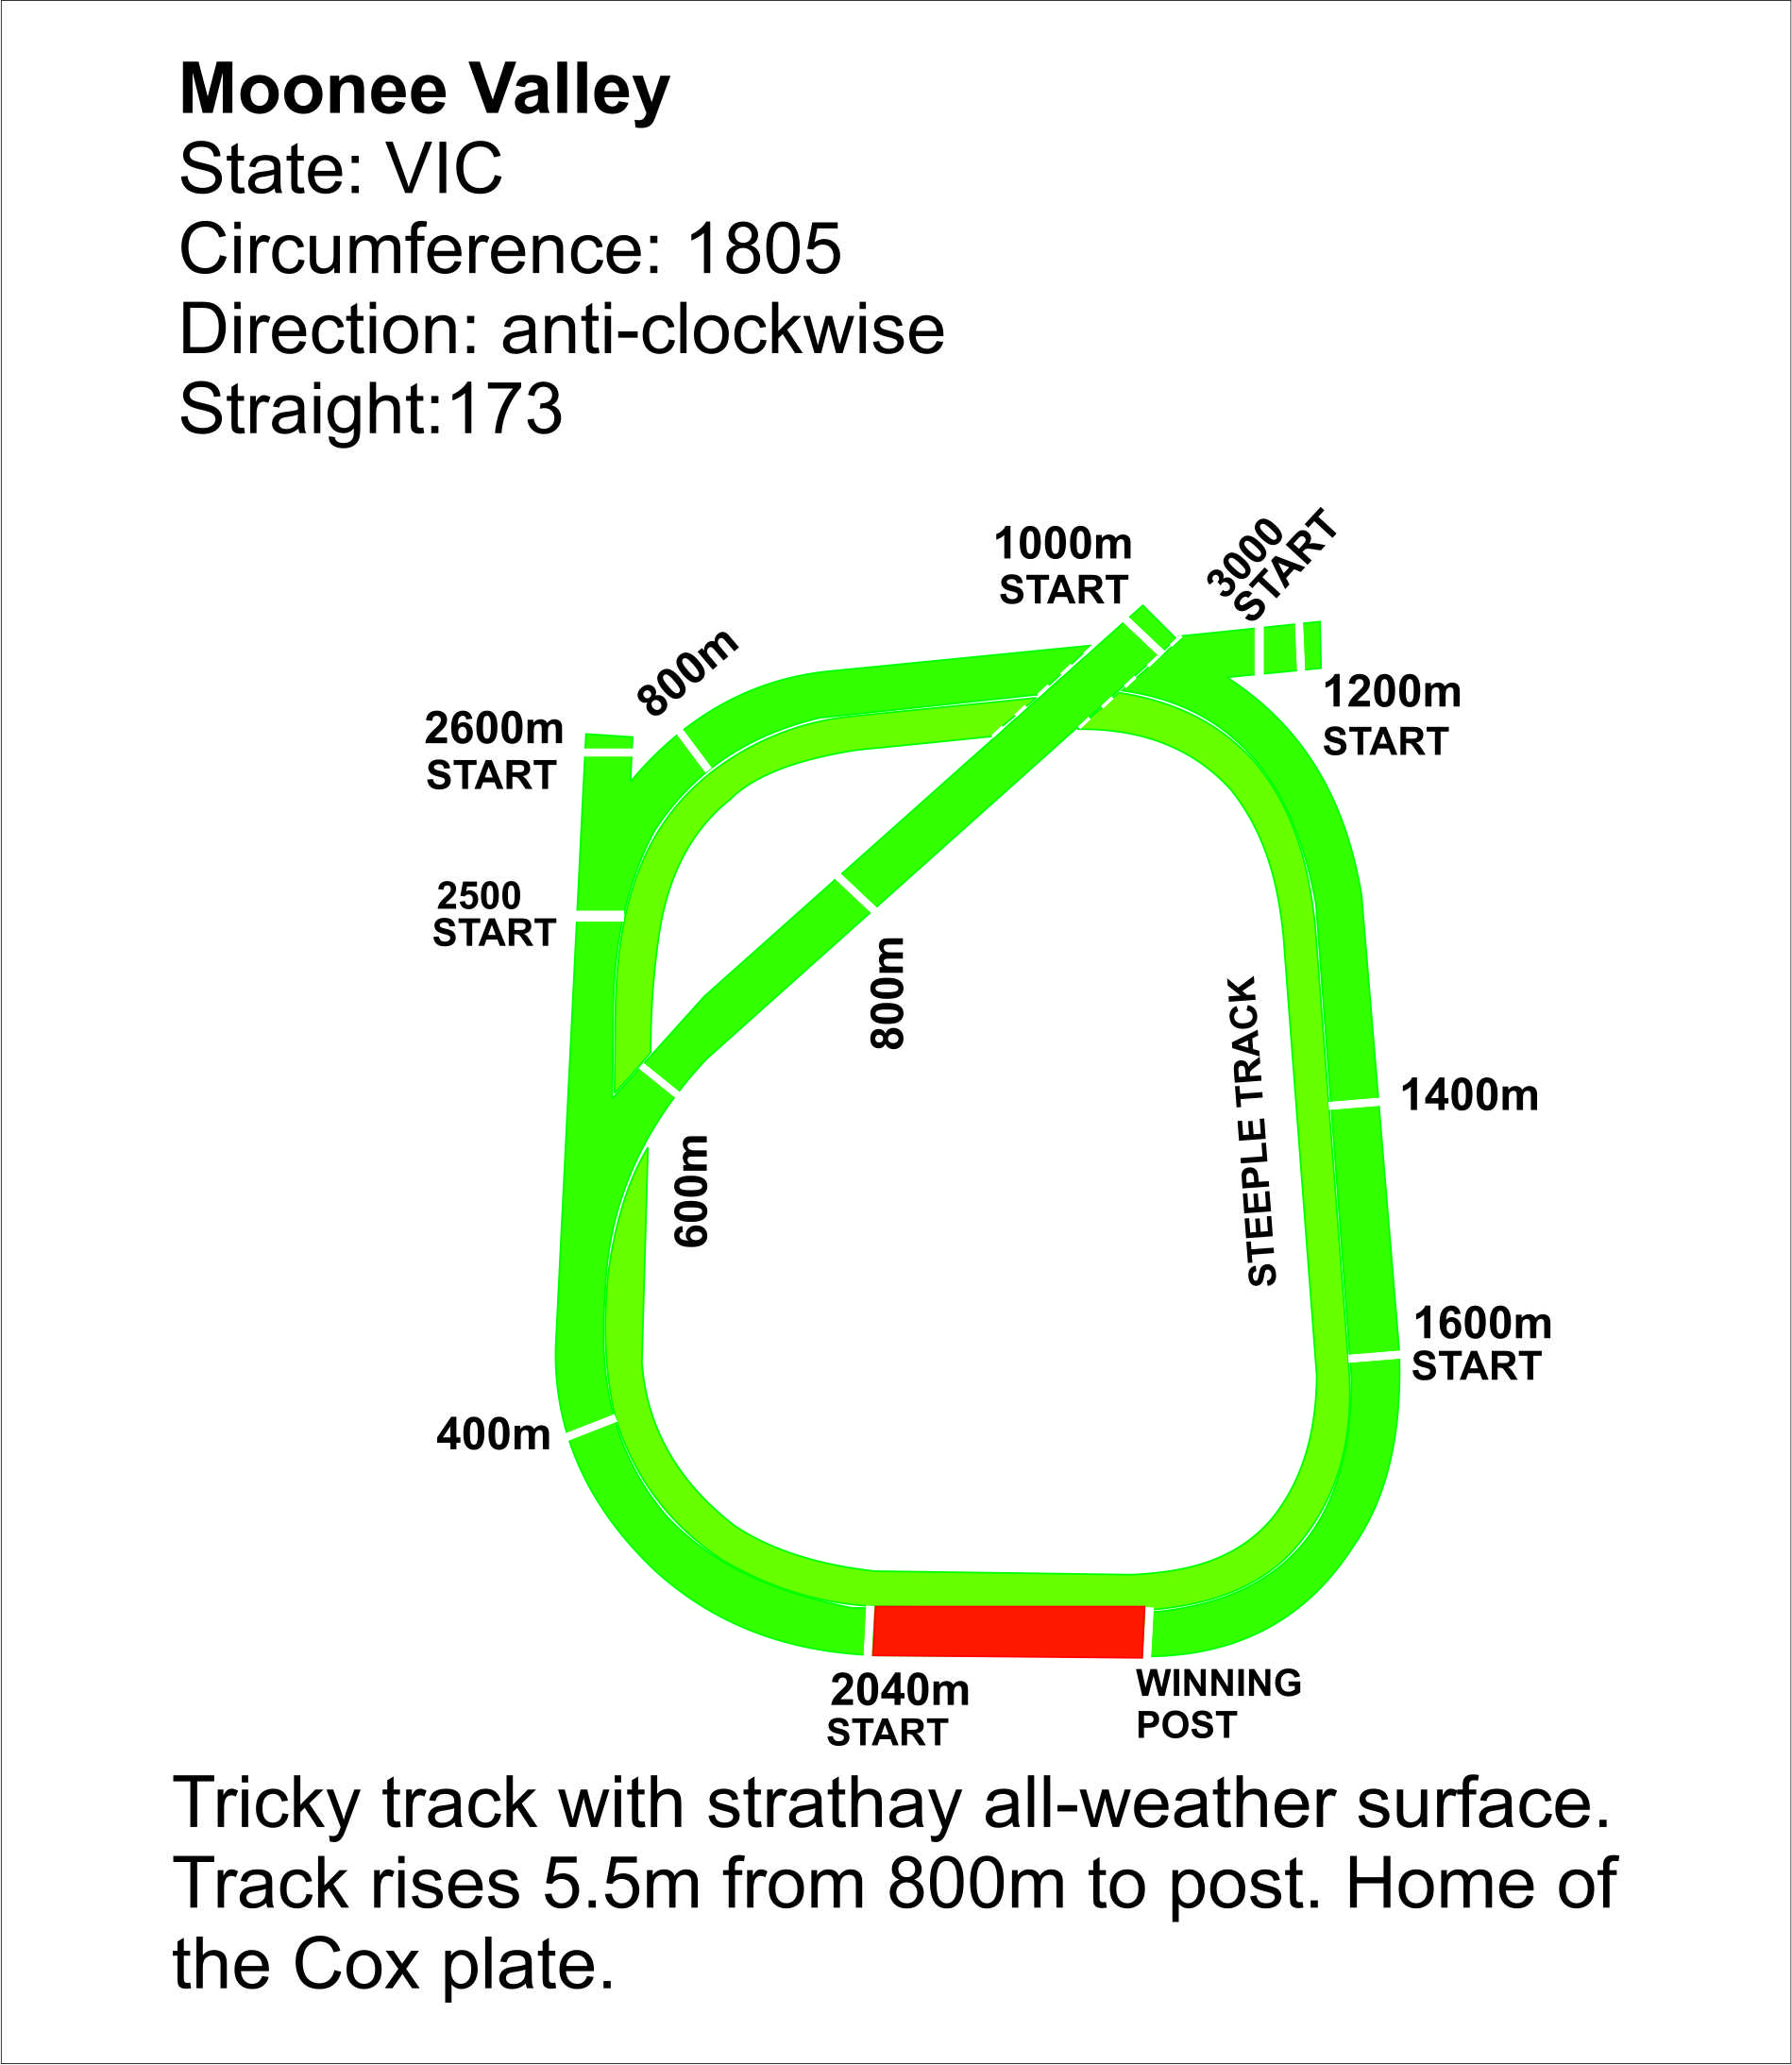 Moonee Valley
State: VIC
Circumference: 1805
Direction: anti-clockwise
Straight:173
1000m
START
3000
START
800m
1200m
START
2600m
START
2500
START
800m
STEEPLE TRACK
1400m
600m
1600m
START
400m
2040m
START
WINNING
POST
Tricky track with strathay all-weather surface.
Track rises 5.5m from 800m to post. Home of
the Cox plate.